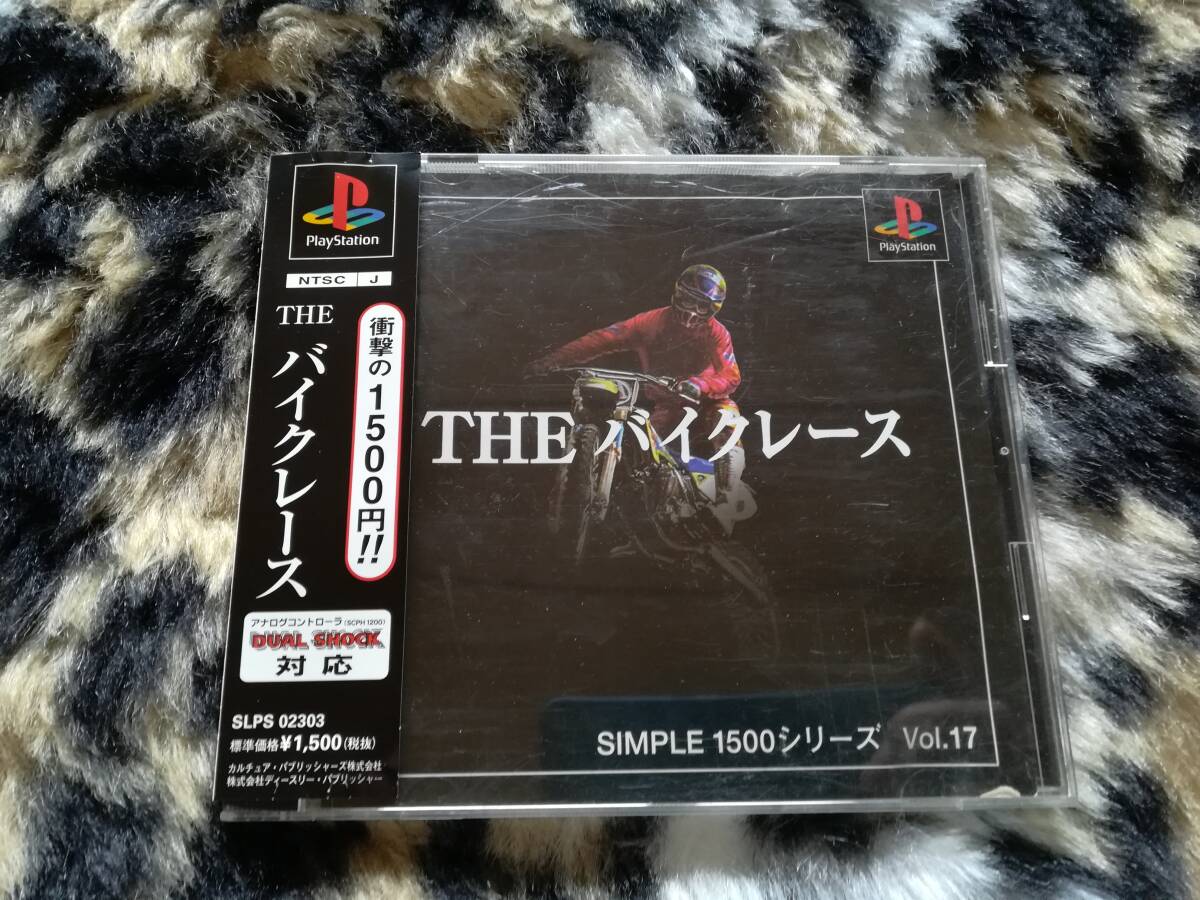 PlayStation
NTSC J
THE バイクレース
衝撃の1500円!!
アナログコントローラ(SCPH 1200)
DUAL SHOCK
対応
SLPS 02303
標準価格¥1,500(税抜)
カルチュア・パブリッシャーズ株式会社
株式会社ディースリー・パブリッシャー
PlayStation
THE バイクレース
SIMPLE 1500シリーズ Vol.17